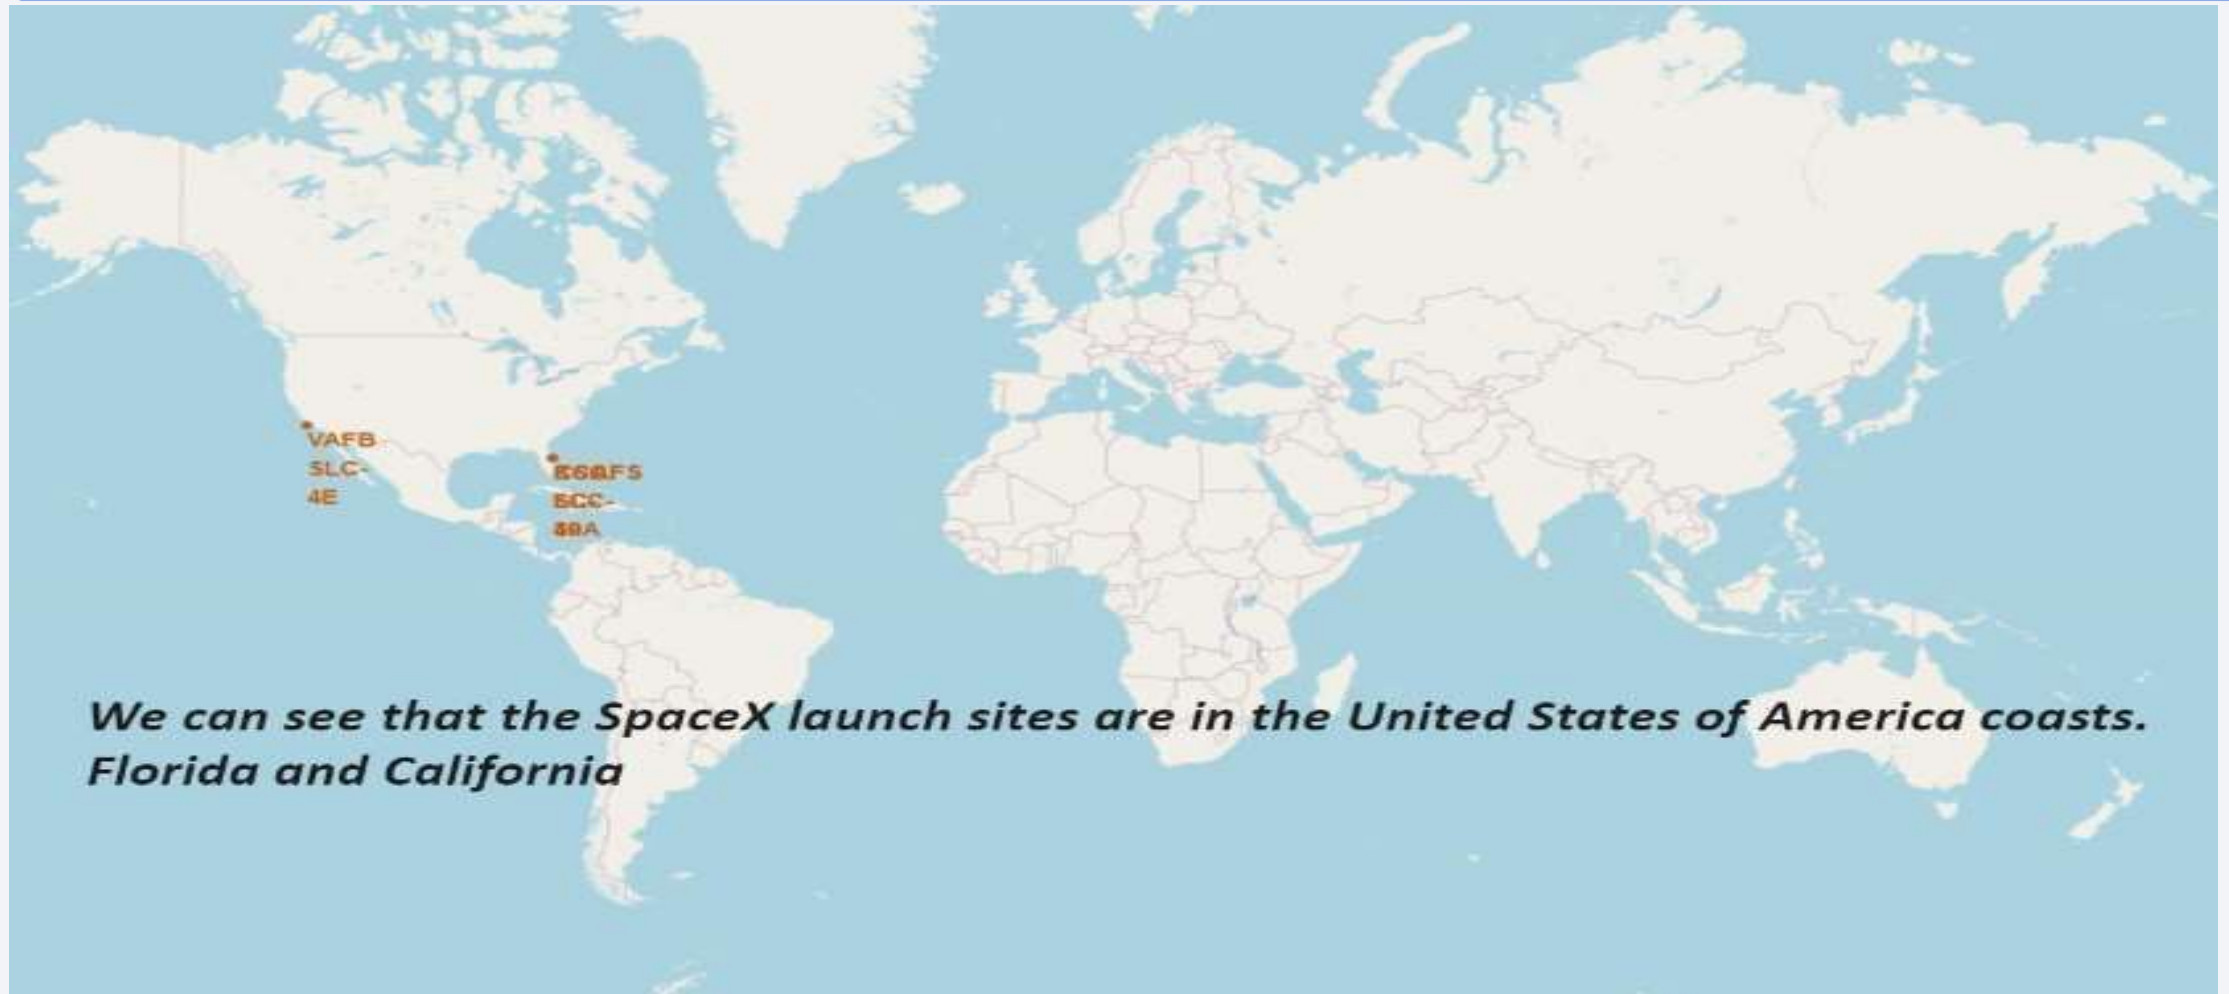 VAFB
SLC-
4E
We can see that the SpaceX launch sites are in the United States of America coasts.
Florida and California